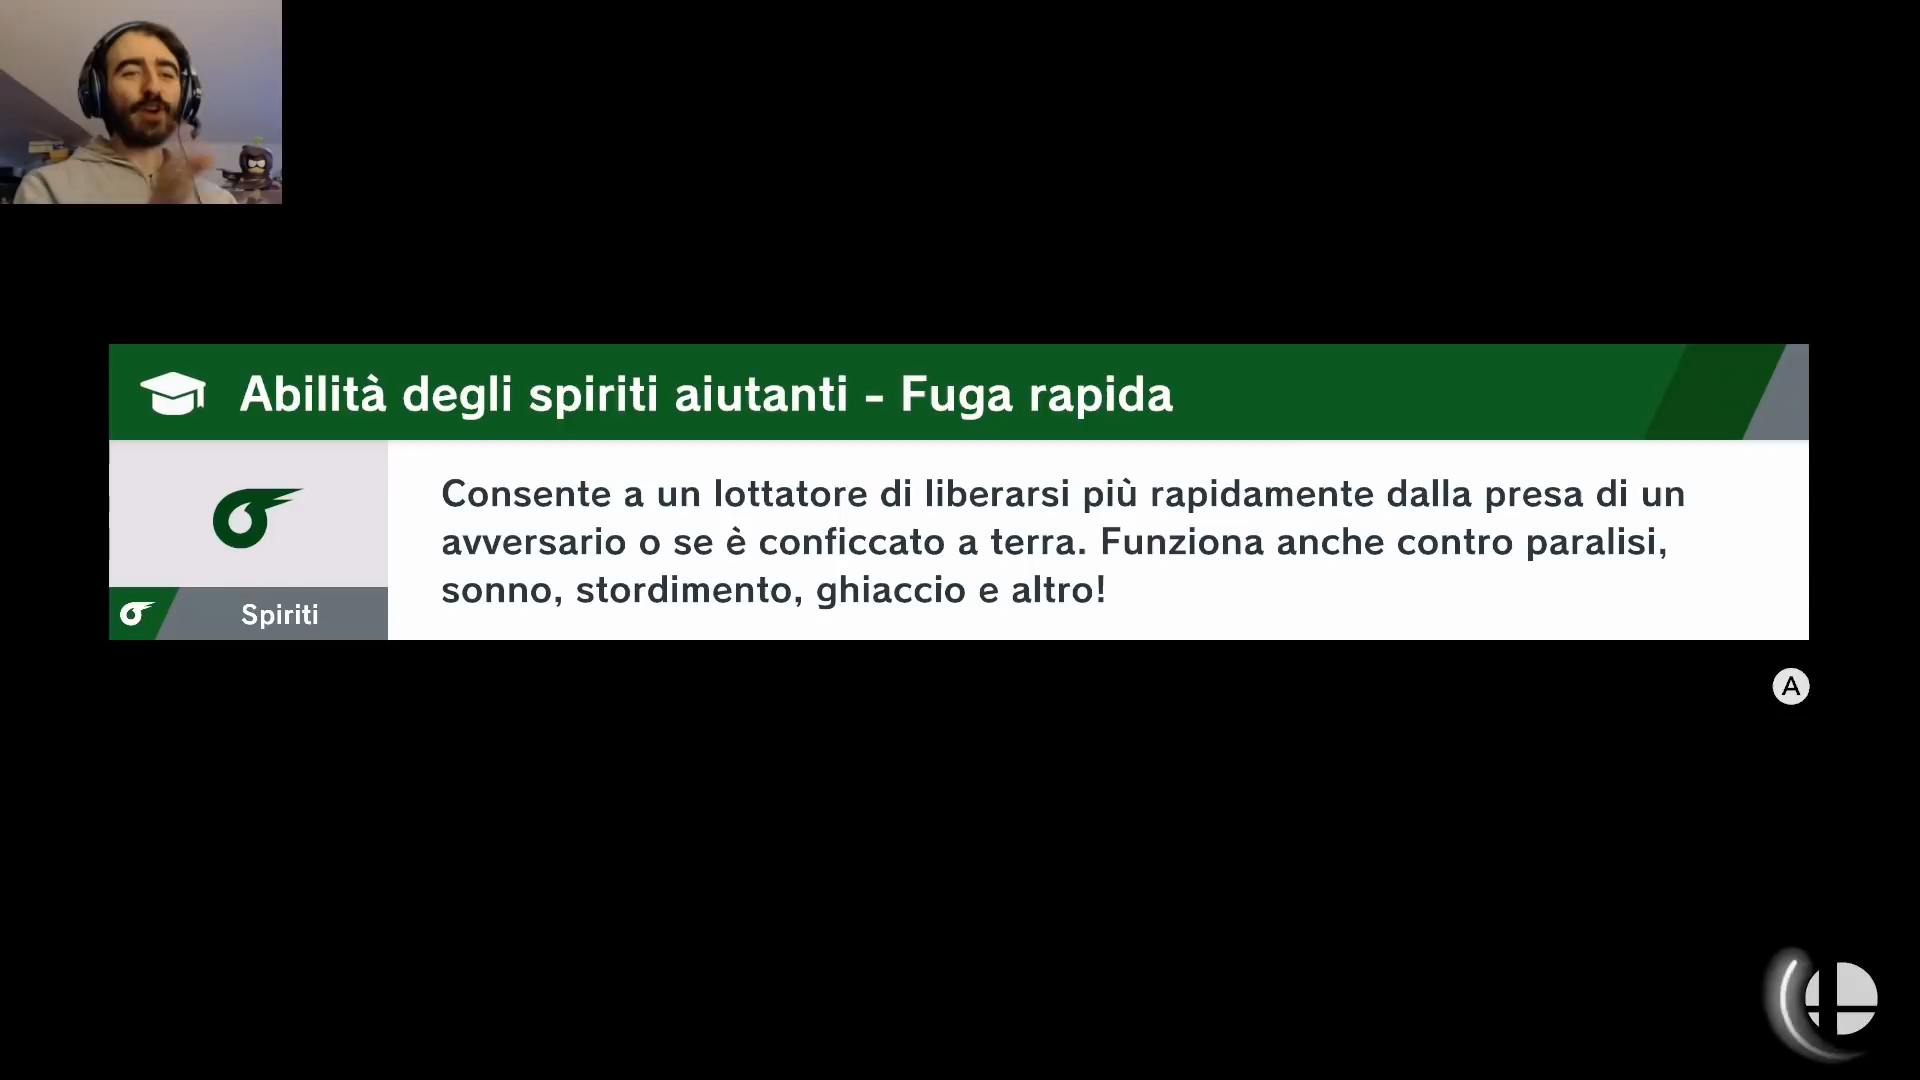 Abilità degli spiriti aiutanti - Fuga rapida
Consente a un lottatore di liberarsi più rapidamente dalla presa di un
avversario o se è conficcato a terra. Funziona anche contro paralisi,
sonno, stordimento, ghiaccio e altro!
Spiriti
A